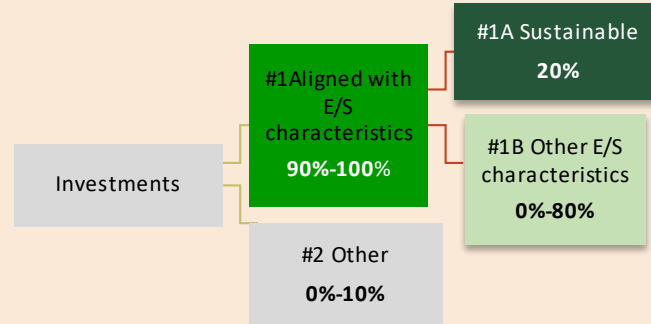 Investments
#1Aligned with
E/S
characteristics
90%-100%
#2 Other
0%-10%
#1A Sustainable
20%
#1B Other E/S
characteristics
0%-80%